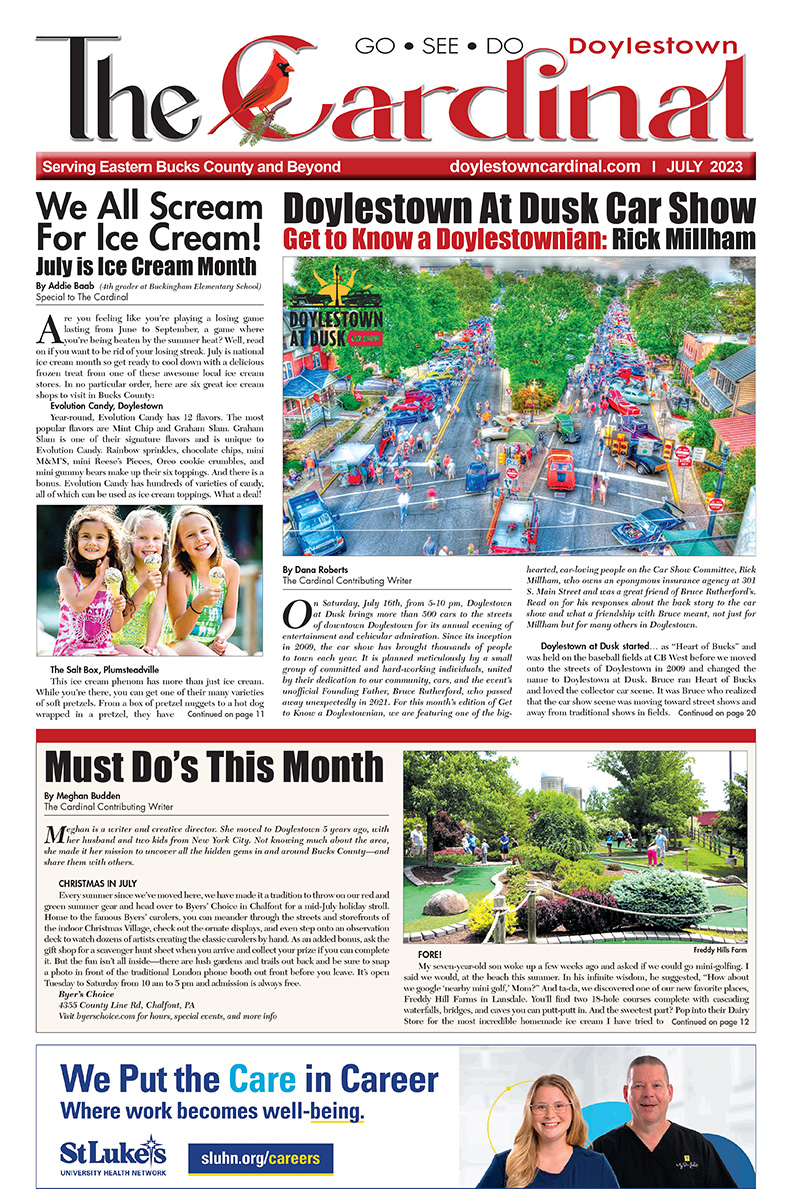 GO • SEE • DO Doylestown
The Cardinal
Serving Eastern Bucks County and Beyond doylestowncardinal.com | JULY 2023
We All Scream
For Ice Cream!
July is Ice Cream Month
By Addie Baab (4th grader at Buckingham Elementary School)
Special to The Cardinal
Are you feeling like you're playing a losing game
lasting from June to September, a game where
you're being beaten by the summer heat? Well, read
on if you want to be rid of your losing streak. July is national
ice cream month so get ready to cool down with a delicious
frozen treat from one of these awesome local ice cream
stores. In no particular order, here are six great ice cream
shops to visit in Bucks County:
Evolution Candy, Doylestown
Year-round, Evolution Candy has 12 flavors. The most
popular flavors are Mint Chip and Graham Slam. Graham
Slam is one of their signature flavors and is unique to
Evolution Candy. Rainbow sprinkles, chocolate chips, mini
M&M'S, mini Reese's Pieces, Oreo cookie crumbles, and
mini gummy bears make up their six toppings. And there is a
bonus. Evolution Candy has hundreds of varieties of candy,
all of which can be used as ice cream toppings. What a deal!
The Salt Box, Plumsteadville
This ice cream phenom has more than just ice cream.
While you're there, you can get one of their many varieties
of soft pretzels. From a box of pretzel nuggets to a hot dog
wrapped in a pretzel, they have Continued on page 11
Doylestown At Dusk Car Show
Get to Know a Doylestownian: Rick Millham
DOYLESTOWN
AT DUSK CAR SHOW
By Dana Roberts
The Cardinal Contributing Writer
On Saturday, July 16th, from 5-10 pm, Doylestown
at Dusk brings more than 500 cars to the streets
of downtown Doylestown for its annual evening of
entertainment and vehicular admiration. Since its inception
in 2009, the car show has brought thousands of people
to town each year. It is planned meticulously by a small
group of committed and hard-working individuals, united
by their dedication to our community, cars, and the event's
unofficial Founding Father, Bruce Rutherford, who passed
away unexpectedly in 2021. For this month's edition of Get
to Know a Doylestownian, we are featuring one of the big-
hearted, car-loving people on the Car Show Committee, Rick
Millham, who owns an eponymous insurance agency at 301
S. Main Street and was a great friend of Bruce Rutherford's.
Read on for his responses about the back story to the car
show and what a friendship with Bruce meant, not just for
Millham but for many others in Doylestown.
Doylestown at Dusk started… as "Heart of Bucks" and
was held on the baseball fields at CB West before we moved
onto the streets of Doylestown in 2009 and changed the
name to Doylestown at Dusk. Bruce ran Heart of Bucks
and loved the collector car scene. It was Bruce who realized
that the car show scene was moving toward street shows and
away from traditional shows in fields. Continued on page 20
Must Do's This Month
By Meghan Budden
The Cardinal Contributing Writer
Meghan is a writer and creative director. She moved to Doylestown 5 years ago, with
her husband and two kids from New York City. Not knowing much about the area,
she made it her mission to uncover all the hidden gems in and around Bucks County—and
share them with others.
CHRISTMAS IN JULY
Every summer since we've moved here, we have made it a tradition to throw on our red and
green summer gear and head over to Byers' Choice in Chalfont for a mid-July holiday stroll.
Home to the famous Byers' carolers, you can meander through the streets and storefronts of
the indoor Christmas Village, check out the ornate displays, and even step onto an observation
deck to watch dozens of artists creating the classic carolers by hand. As an added bonus, ask the
gift shop for a scavenger hunt sheet when you arrive and collect your prize if you can complete
it. But the fun isn't all inside—there are lush gardens and trails out back and be sure to snap
a photo in front of the traditional London phone booth out front before you leave. It's open
Tuesday to Saturday from 10 am to 5 pm and admission is always free.
Byer's Choice
4355 County Line Rd, Chalfont, PA
Visit byerschoice.com for hours, special events, and more info
Freddy Hills Farm
FORE!
My seven-year-old son woke up a few weeks ago and asked if we could go mini-golfing. I
said we would, at the beach this summer. In his infinite wisdom, he suggested, "How about
we google 'nearby mini golf,' Mom?" And ta-da, we discovered one of our new favorite places,
Freddy Hill Farms in Lansdale. You'll find two 18-hole courses complete with cascading
waterfalls, bridges, and caves you can putt-putt in. And the sweetest part? Pop into their Dairy
Store for the most incredible homemade ice cream I have tried to Continued on page 12
We Put the Care in Career
Where work becomes well-being.
St Luke's
UNIVERSITY HEALTH NETWORK
sluhn.org/careers